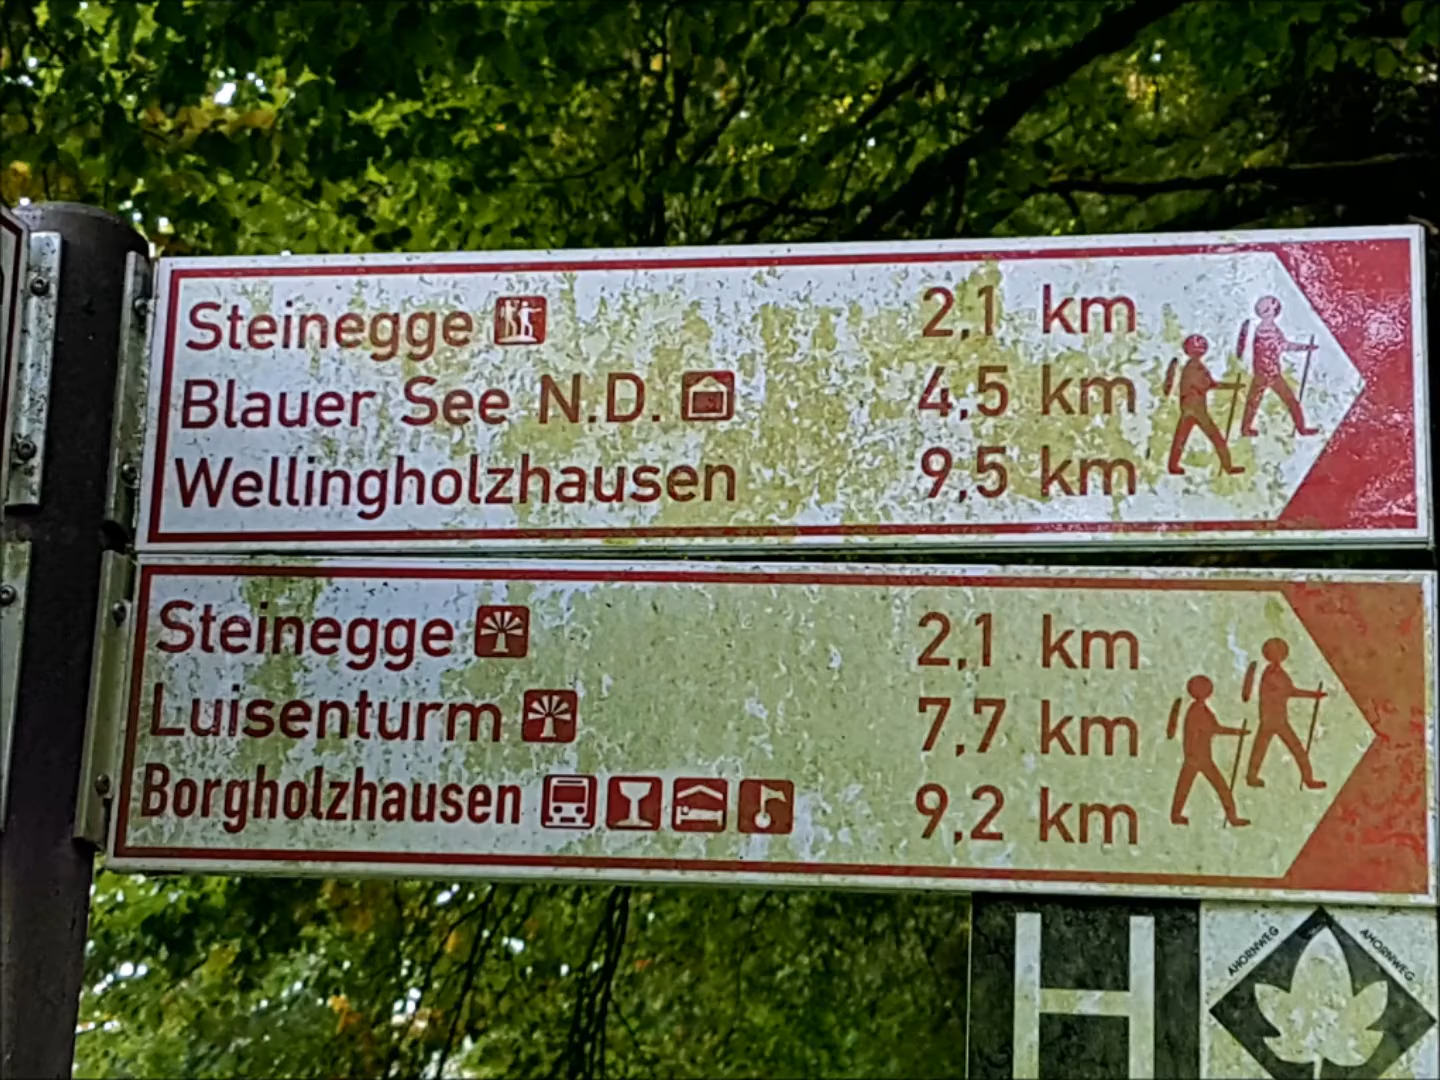 Steinegge 2,1 km
Blauer See N.D. 4,5 km
Wellingholzhausen 9,5 km
Steinegge 2,1 km
Luisenturm 7,7 km
Borgholzhausen 9,2 km
H
AHORNWEG AHORNWEG